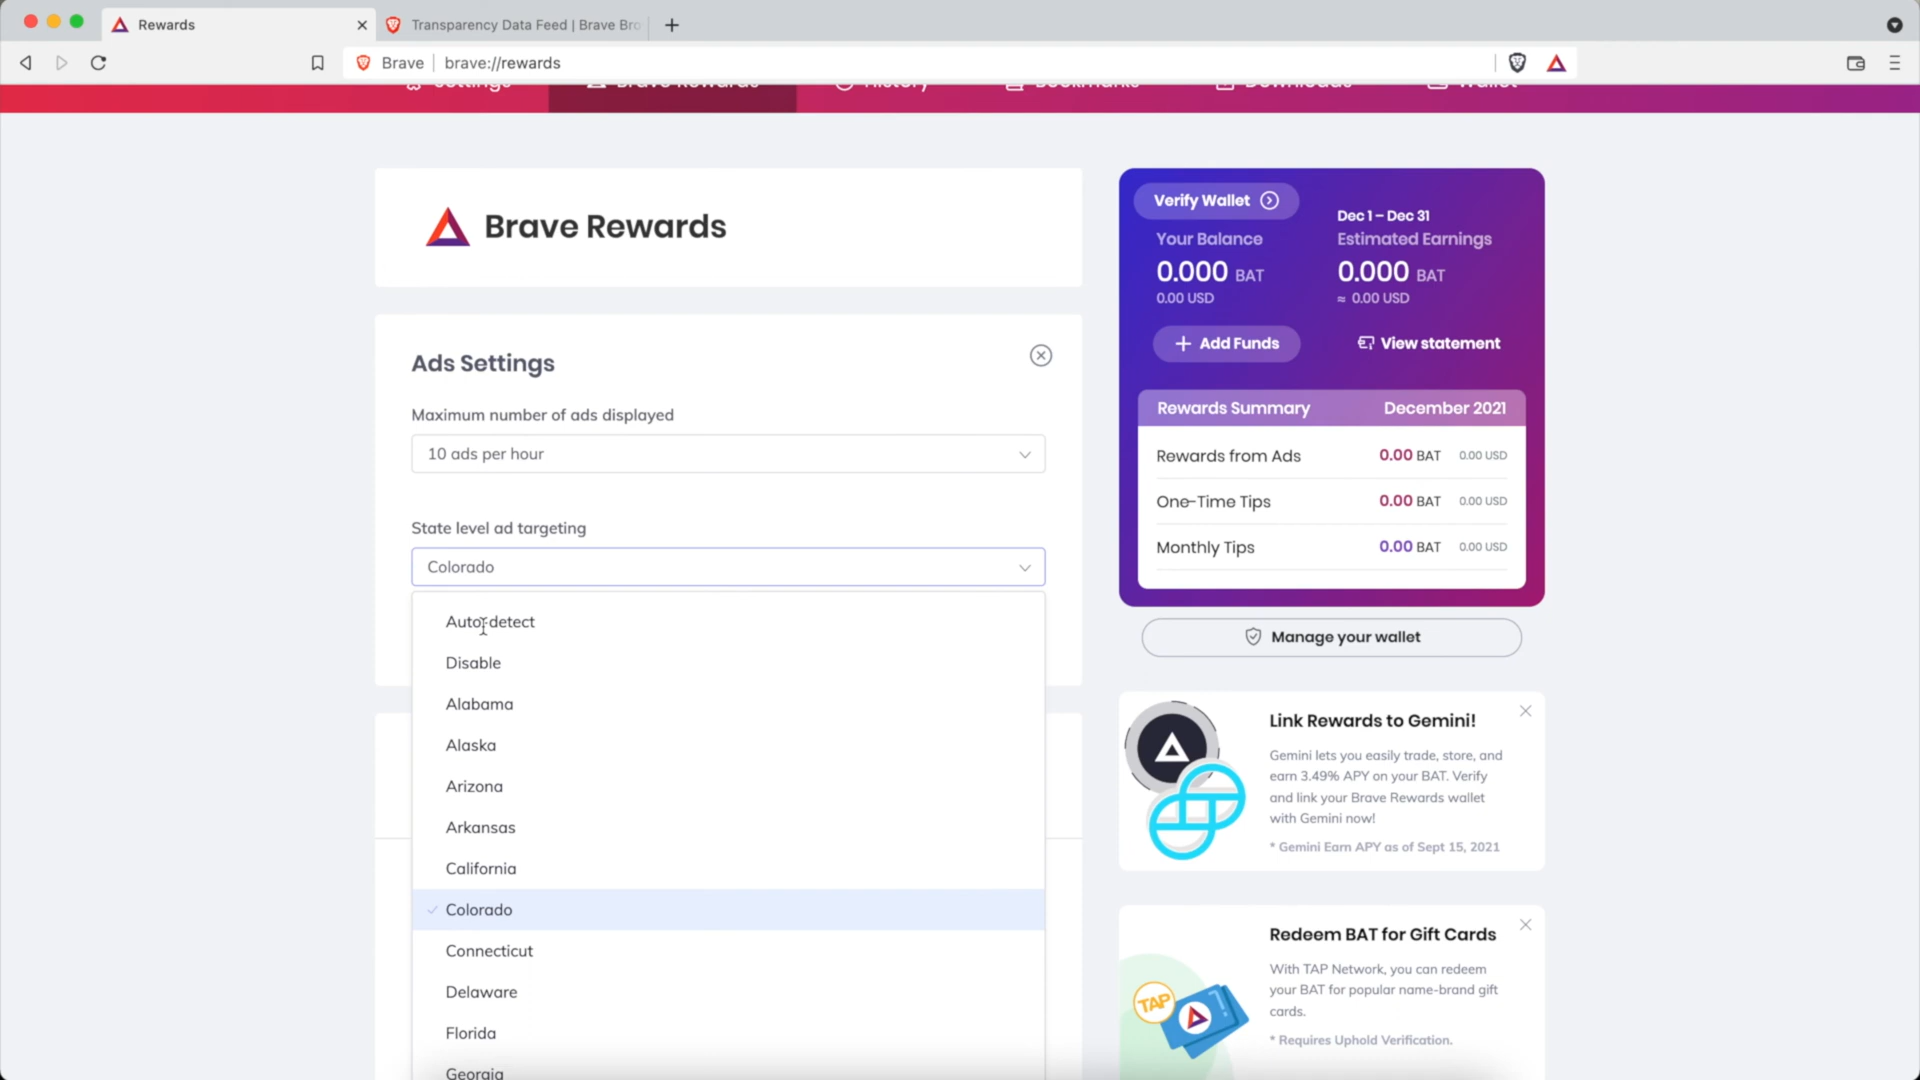 Rewards
Transparency Data Feed | Brave Bro
Brave
brave://rewards
Settings
Brave Rewards
History
Bookmarks
Downloads
Wallet
Brave Rewards
Ads Settings
Maximum number of ads displayed
10 ads per hour
State level ad targeting
Colorado
Auto-detect
Disable
Alabama
Alaska
Arizona
Arkansas
California
Colorado
Connecticut
Delaware
Florida
Georgia
Verify Wallet
Your Balance
0.000 BAT
0.00 USD
Dec 1 – Dec 31
Estimated Earnings
0.000 BAT
≈ 0.00 USD
Add Funds
View statement
Rewards Summary December 2021
Rewards from Ads 0.00 BAT 0.00 USD
One-Time Tips 0.00 BAT 0.00 USD
Monthly Tips 0.00 BAT 0.00 USD
Manage your wallet
Link Rewards to Gemini!
Gemini lets you easily trade, store, and
earn 3.49% APY on your BAT. Verify
and link your Brave Rewards wallet
with Gemini now!
* Gemini Earn APY as of Sept 15, 2021
Redeem BAT for Gift Cards
With TAP Network, you can redeem
your BAT for popular name-brand gift
cards.
* Requires Uphold Verification.
TAP